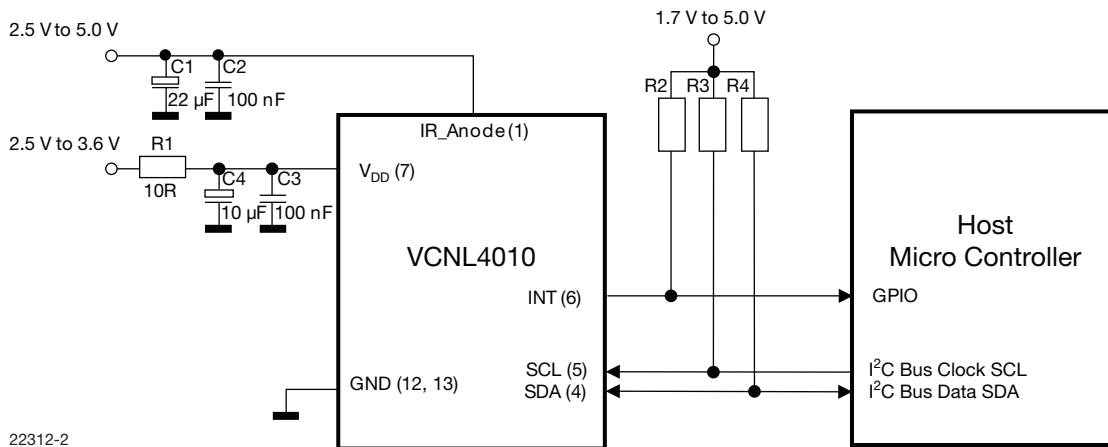 1.7 V to 5.0 V
2.5 V to 5.0 V
C1 C2
22 µF 100 nF
R2 R3 R4
IR_Anode (1)
2.5 V to 3.6 V
R1
10R
C4 C3
10 µF 100 nF
V_DD (7)
VCNL4010
Host
Micro Controller
INT (6)
GPIO
SCL (5)
I²C Bus Clock SCL
GND (12, 13)
SDA (4)
I²C Bus Data SDA
22312-2